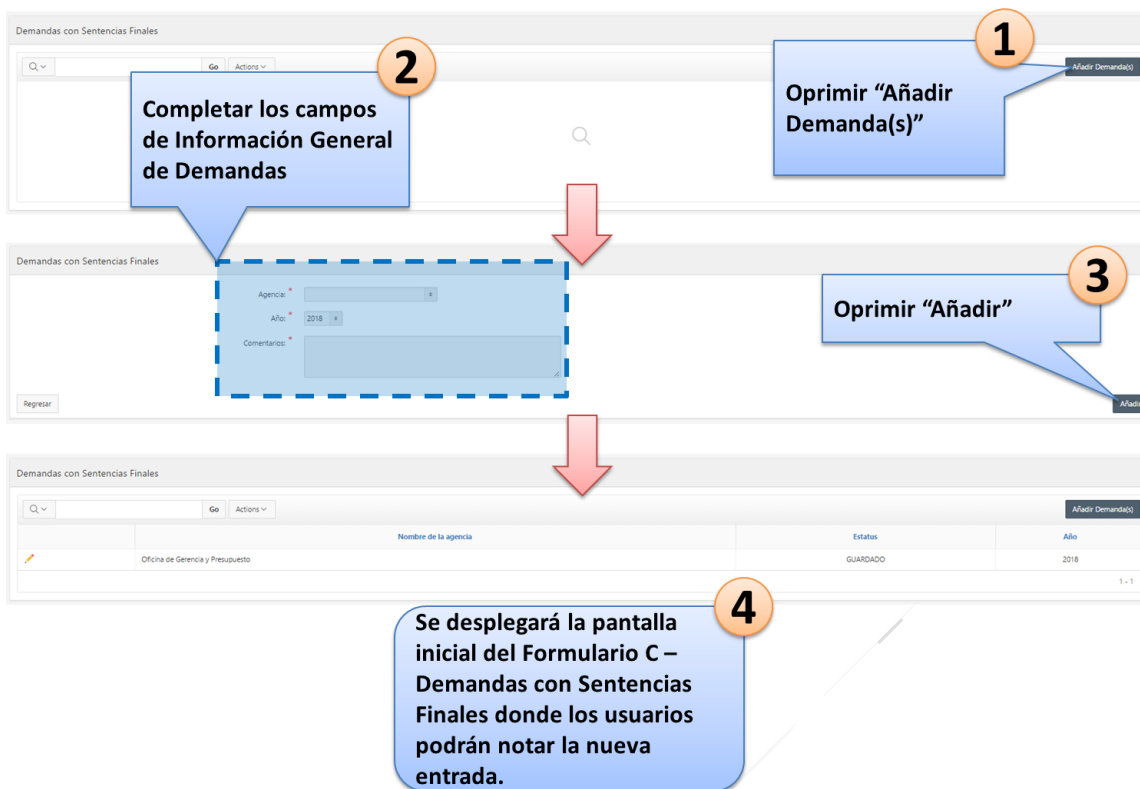 Demandas con Sentencias Finales
Go
Actions
Añadir Demanda(s)
1
Oprimir “Añadir
Demanda(s)”
2
Completar los campos
de Información General
de Demandas
Demandas con Sentencias Finales
Agencia: *
Año: *
2018
Comentarios: *
Regresar
Añadir
3
Oprimir “Añadir”
Demandas con Sentencias Finales
Go
Actions
Añadir Demanda(s)
Nombre de la agencia
Estatus
Año
Oficina de Gerencia y Presupuesto
GUARDADO
2018
1 - 1
4
Se desplegará la pantalla
inicial del Formulario C –
Demandas con Sentencias
Finales donde los usuarios
podrán notar la nueva
entrada.